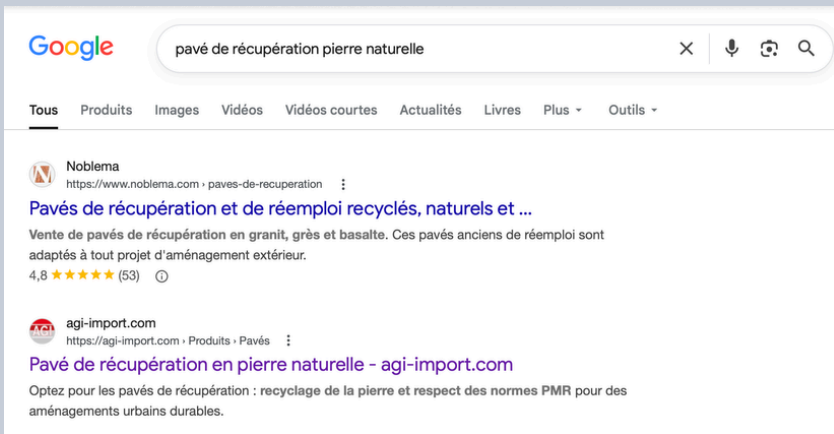 Google
pavé de récupération pierre naturelle
Tous Produits Images Vidéos Vidéos courtes Actualités Livres Plus Outils
Noblema
https://www.noblema.com › paves-de-recuperation
Pavés de récupération et de réemploi recyclés, naturels et ...
Vente de pavés de récupération en granit, grès et basalte. Ces pavés anciens de réemploi sont
adaptés à tout projet d'aménagement extérieur.
4,8 ★★★★★ (53)
AGI
agi-import.com
https://agi-import.com › Produits › Pavés
Pavé de récupération en pierre naturelle - agi-import.com
Optez pour les pavés de récupération : recyclage de la pierre et respect des normes PMR pour des
aménagements urbains durables.